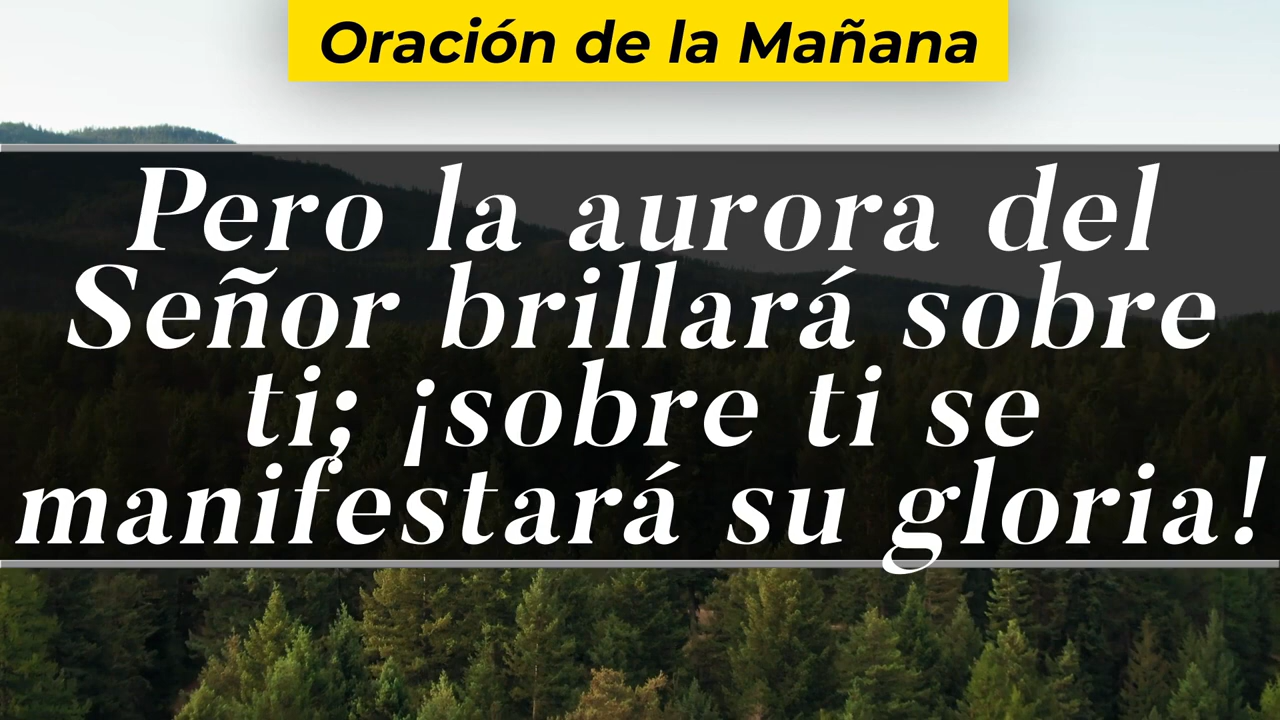 Oración de la Mañana
Pero la aurora del
Señor brillará sobre
ti; ¡sobre ti se
manifestará su gloria!